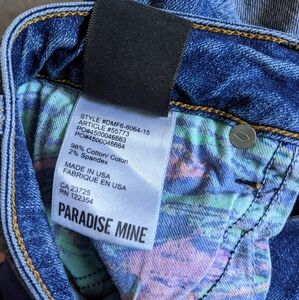 STYLE #DMF6-6064-15
ARTICLE #55773
PO#4500046663
PO#4500046664
98% Cotton/ Coton
2% Spandex
MADE IN USA
FABRIQUE EN USA
CA 23725
RN 122354
PARADISE MINE